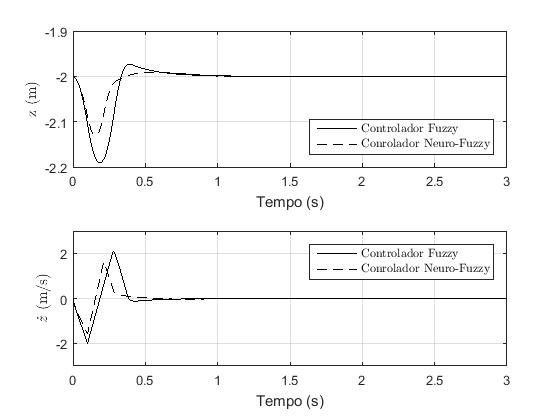 -1.9
-2
-2.1
-2.2
z (m)
Controlador Fuzzy
Conrolador Neuro-Fuzzy
0 0.5 1 1.5 2 2.5 3
Tempo (s)
2
0
-2
ż (m/s)
Controlador Fuzzy
Conrolador Neuro-Fuzzy
0 0.5 1 1.5 2 2.5 3
Tempo (s)